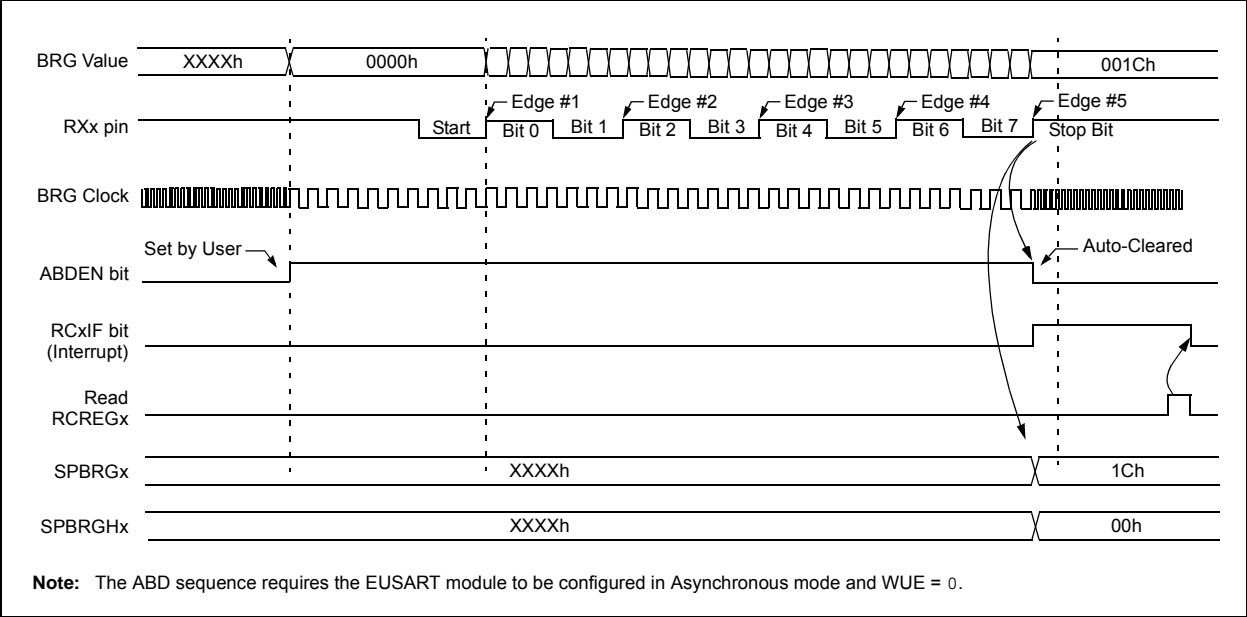 BRG Value XXXXh 0000h 001Ch
Edge #1 Edge #2 Edge #3 Edge #4 Edge #5
RXx pin Start Bit 0 Bit 1 Bit 2 Bit 3 Bit 4 Bit 5 Bit 6 Bit 7 Stop Bit
BRG Clock
Set by User Auto-Cleared
ABDEN bit
RCxIF bit
(Interrupt)
Read
RCREGx
SPBRGx XXXXh 1Ch
SPBRGHx XXXXh 00h
Note: The ABD sequence requires the EUSART module to be configured in Asynchronous mode and WUE = 0.